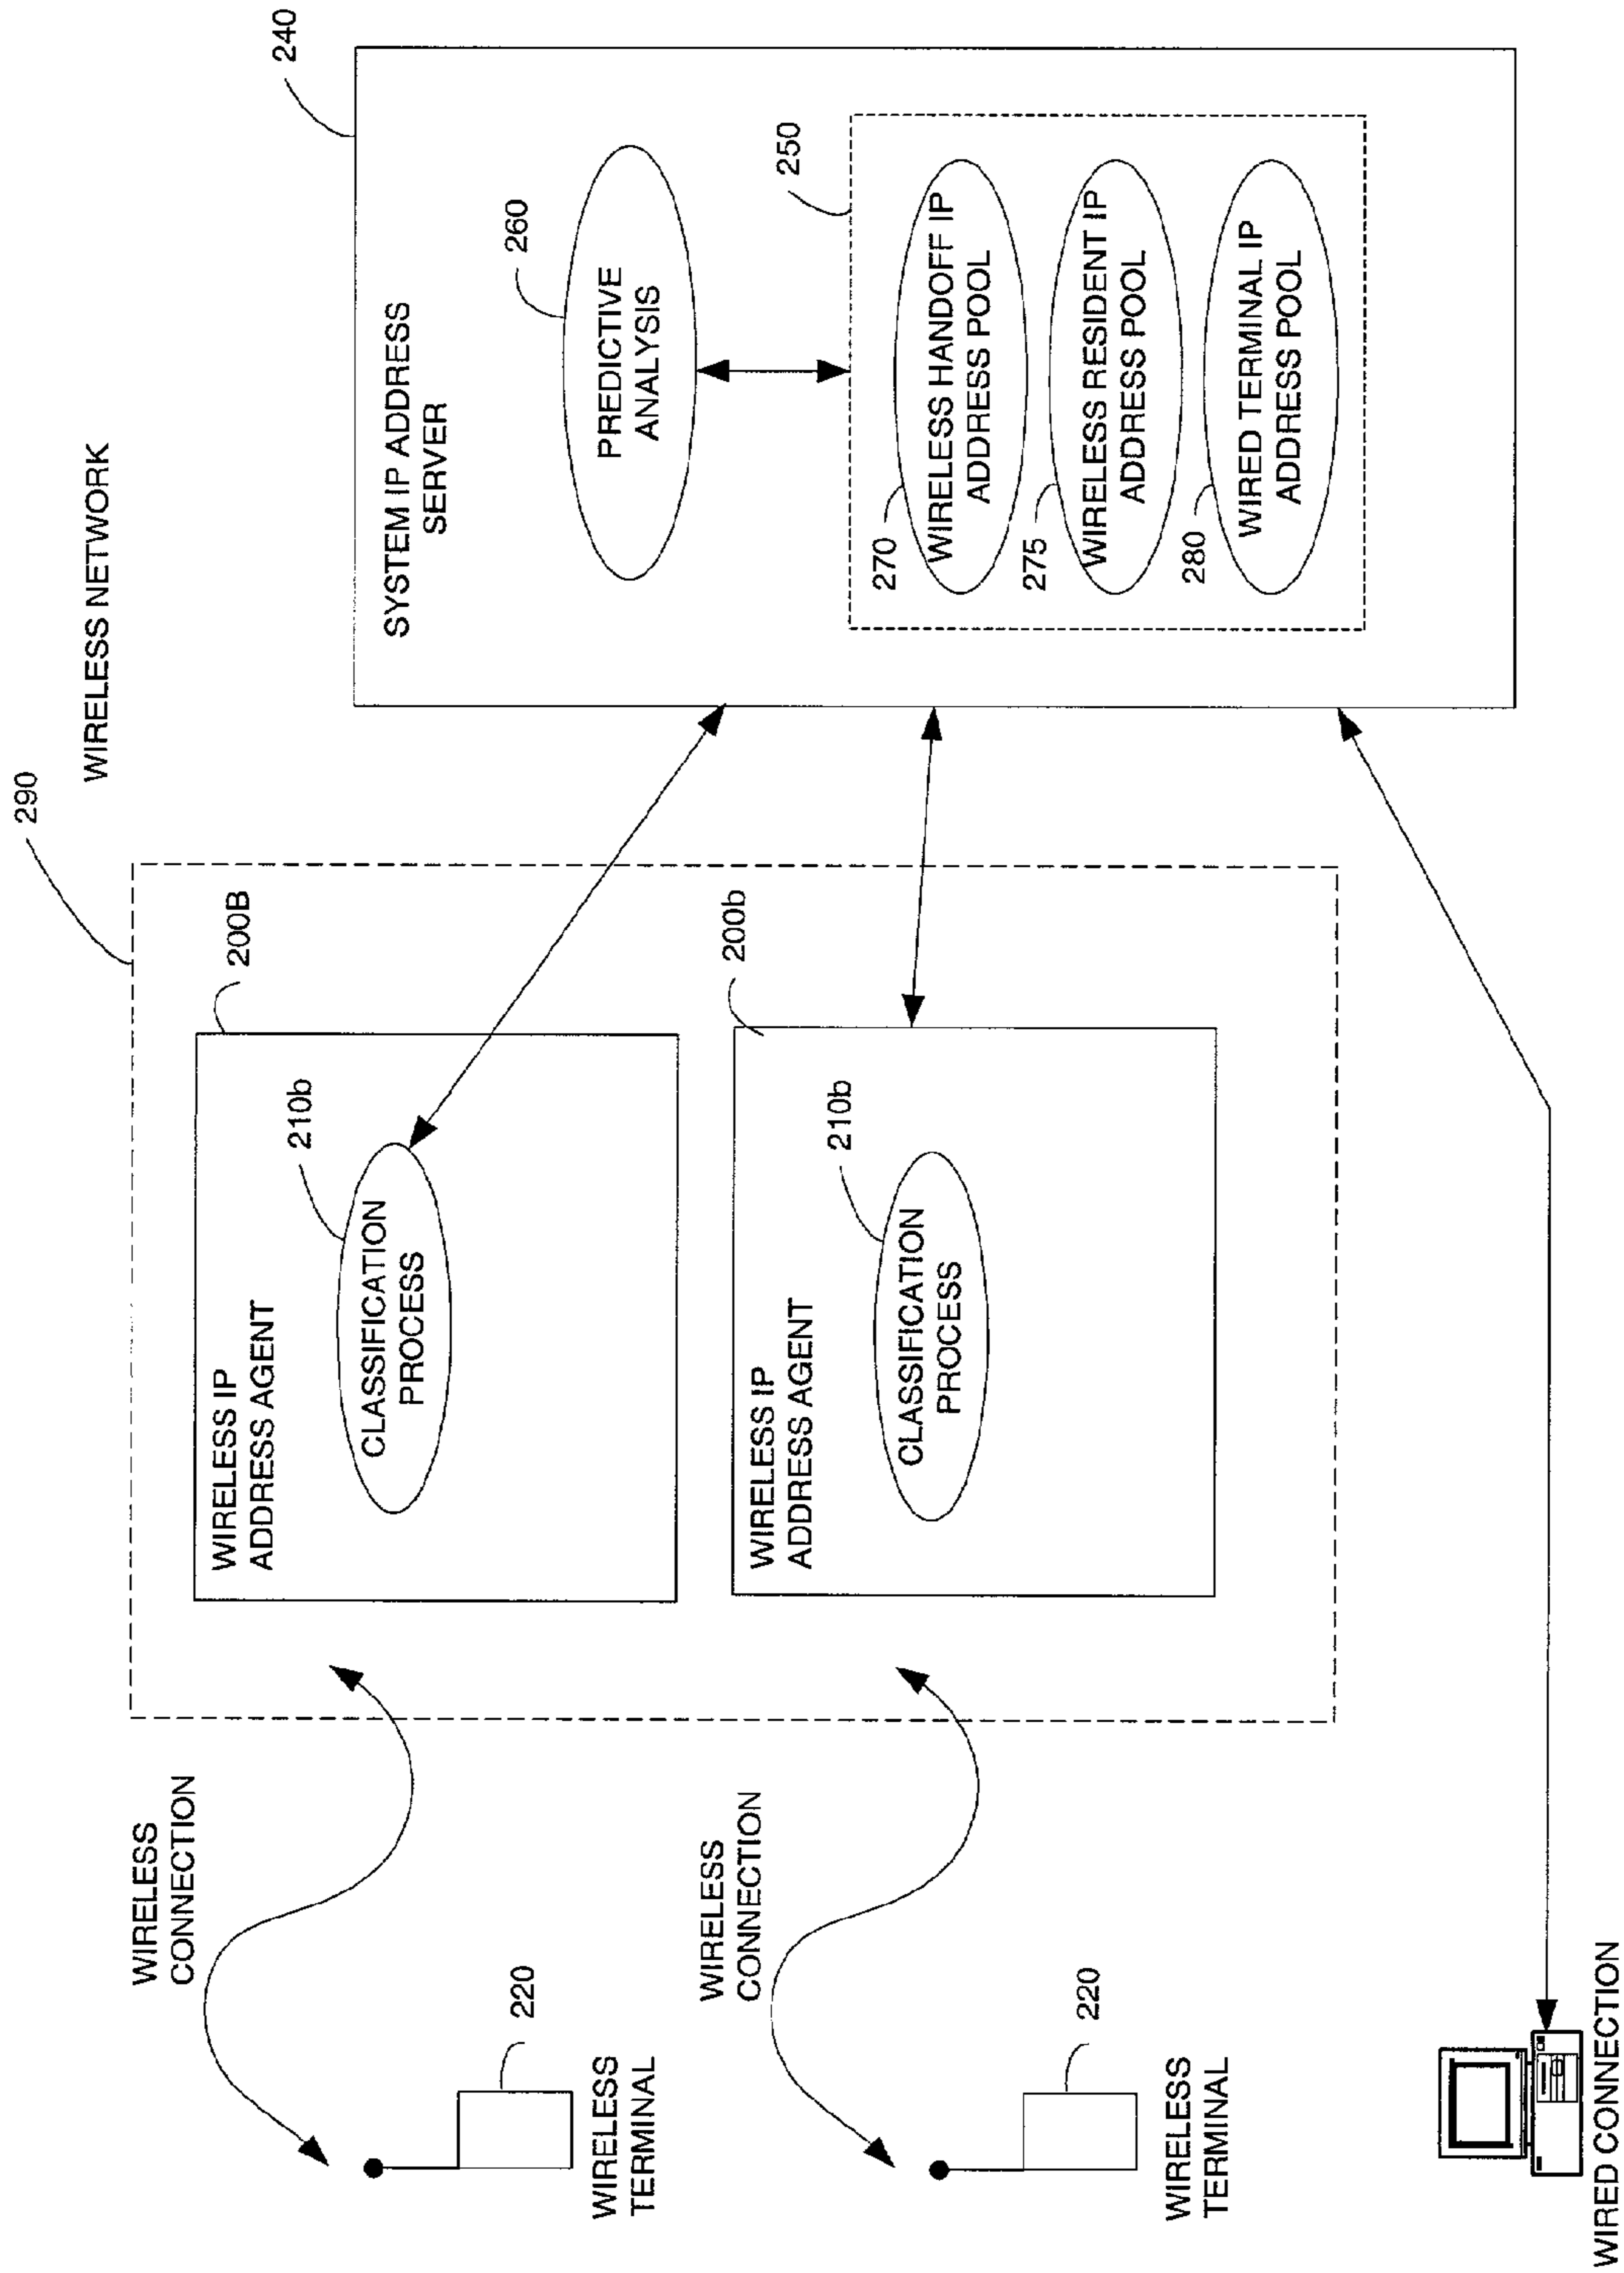 WIRELESS NETWORK
290
240
SYSTEM IP ADDRESS
SERVER
260
PREDICTIVE
ANALYSIS
250
270
WIRELESS HANDOFF IP
ADDRESS POOL
275
WIRELESS RESIDENT IP
ADDRESS POOL
280
WIRED TERMINAL IP
ADDRESS POOL
200B
WIRELESS IP
ADDRESS AGENT
210b
CLASSIFICATION
PROCESS
200b
WIRELESS IP
ADDRESS AGENT
210b
CLASSIFICATION
PROCESS
WIRELESS
CONNECTION
220
WIRELESS
TERMINAL
WIRELESS
CONNECTION
220
WIRELESS
TERMINAL
WIRED CONNECTION